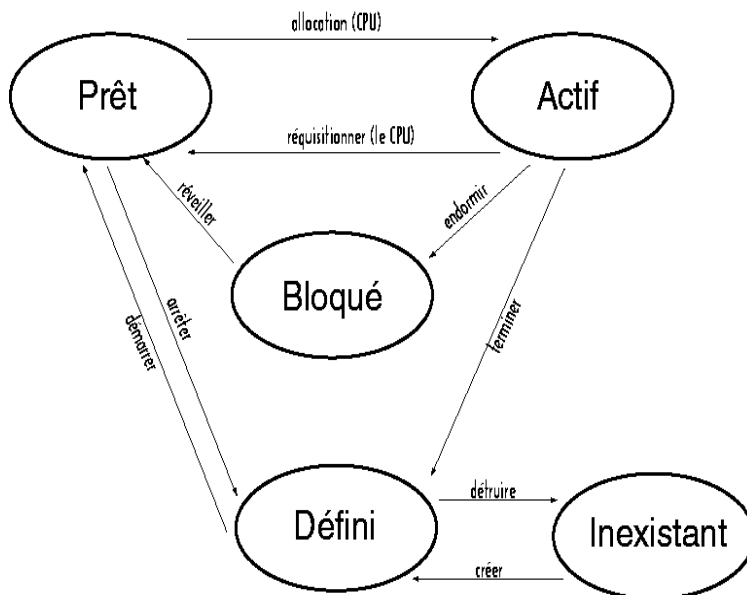 allocation (CPU)
Prêt
Actif
réquisitionner (le CPU)
réveiller
endormir
Bloqué
arrêter
démarrer
terminer
Défini
détruire
Inexistant
créer